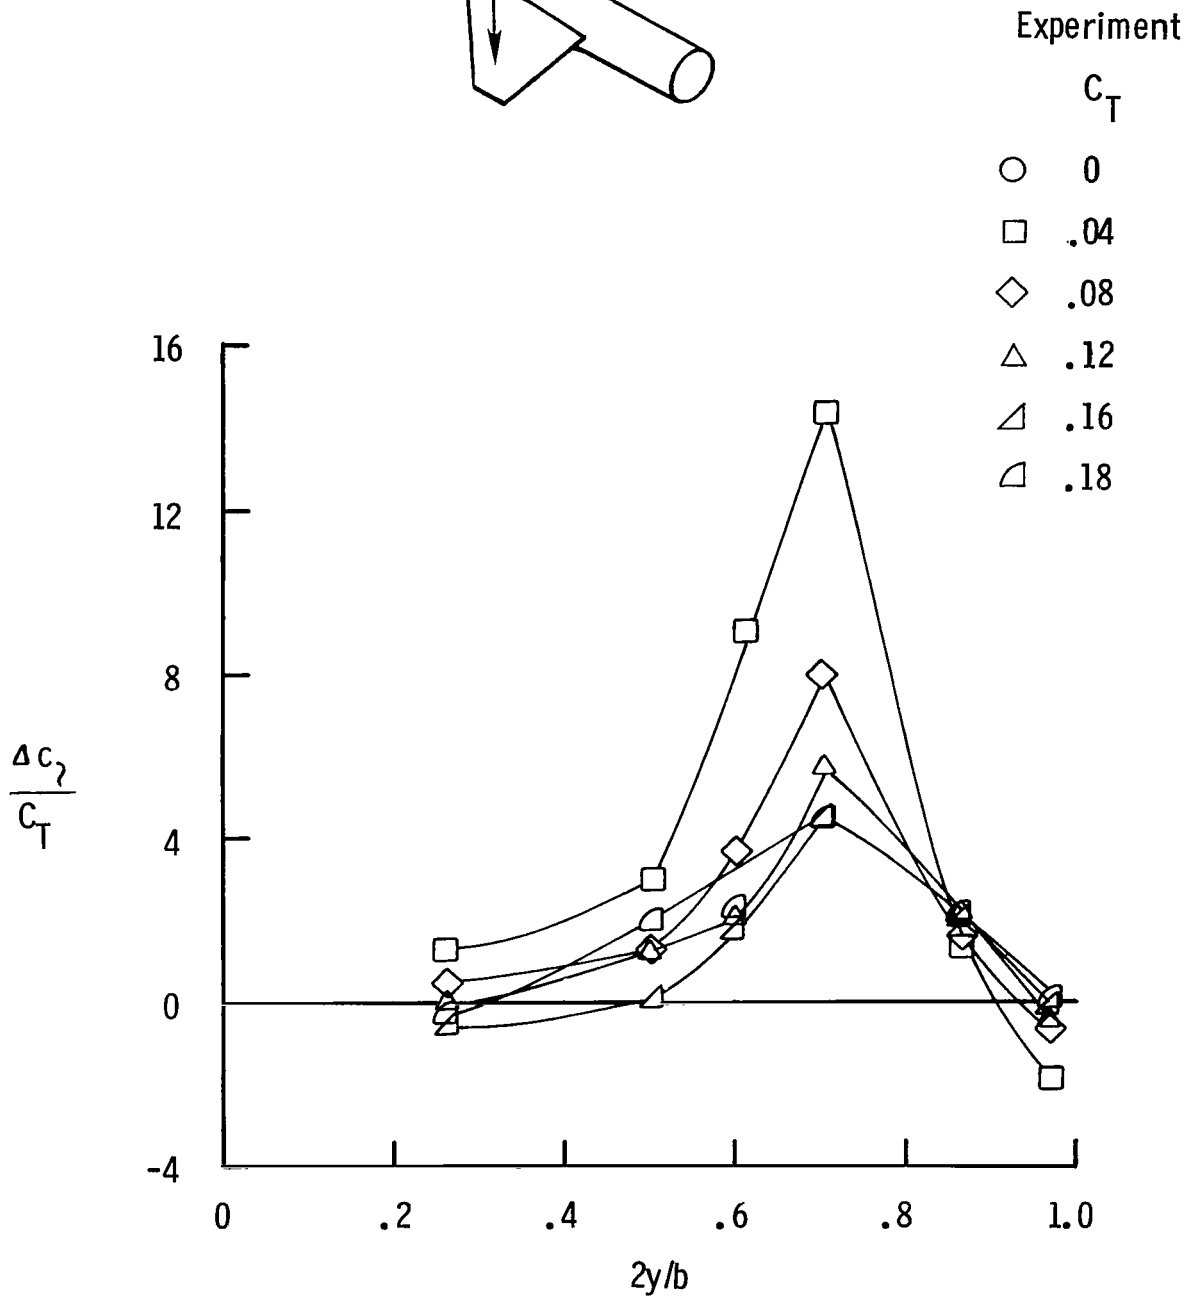 Experiment
C_T
0
.04
.08
.12
.16
.18
16
12
8
4
0
-4
Δc_l
C_T
0 .2 .4 .6 .8 1.0
2y/b